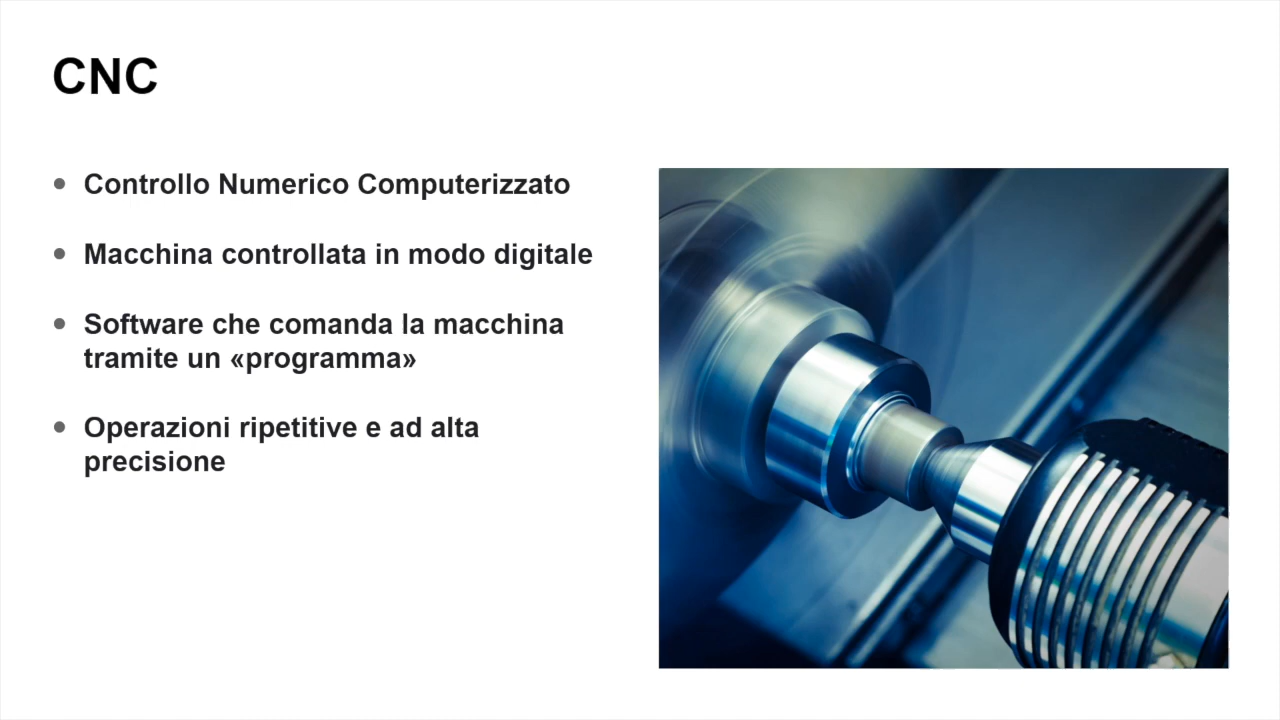 CNC
• Controllo Numerico Computerizzato
• Macchina controllata in modo digitale
• Software che comanda la macchina
tramite un «programma»
• Operazioni ripetitive e ad alta
precisione